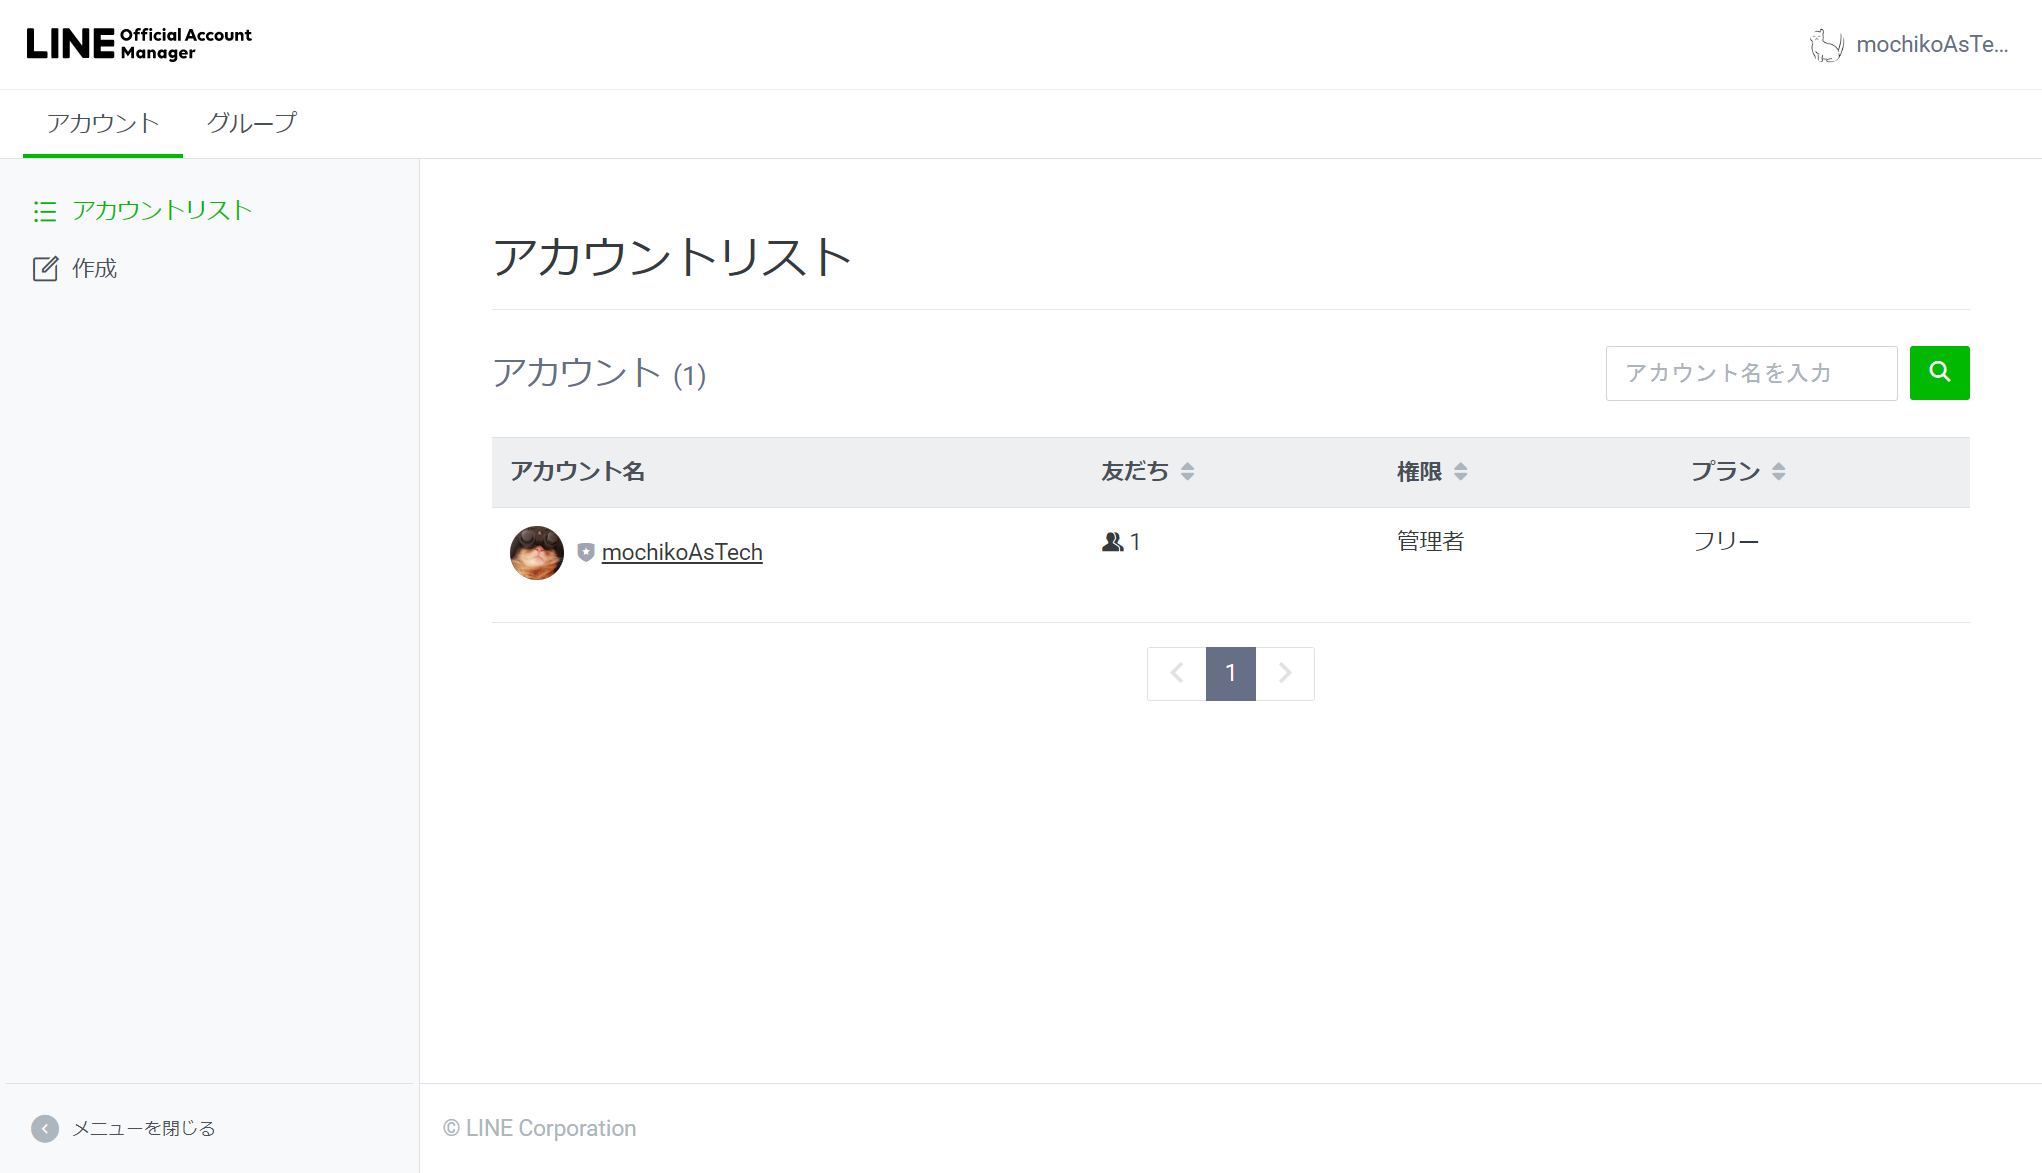 LINE Official Account Manager
mochikoAsTe...
アカウント
グループ
アカウントリスト
作成
アカウントリスト
アカウント (1)
アカウント名を入力
アカウント名 友だち 権限 プラン
mochikoAsTech 1 管理者 フリー
1
メニューを閉じる
© LINE Corporation